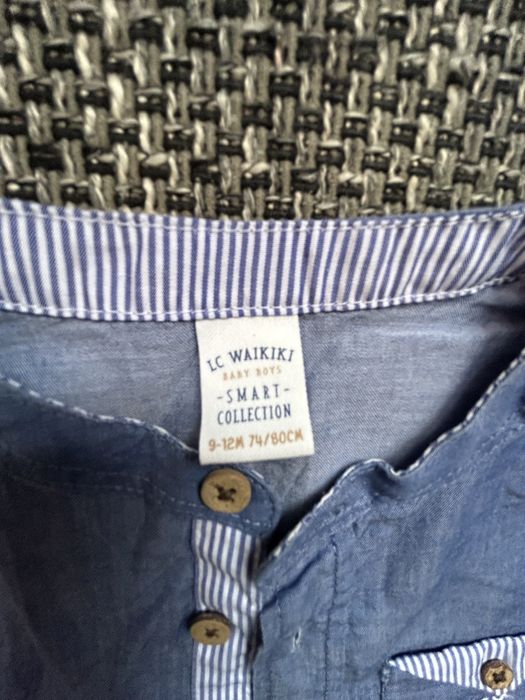 LC WAIKIKI
BABY BOYS
-SMART-
COLLECTION
9-12M 74/80CM